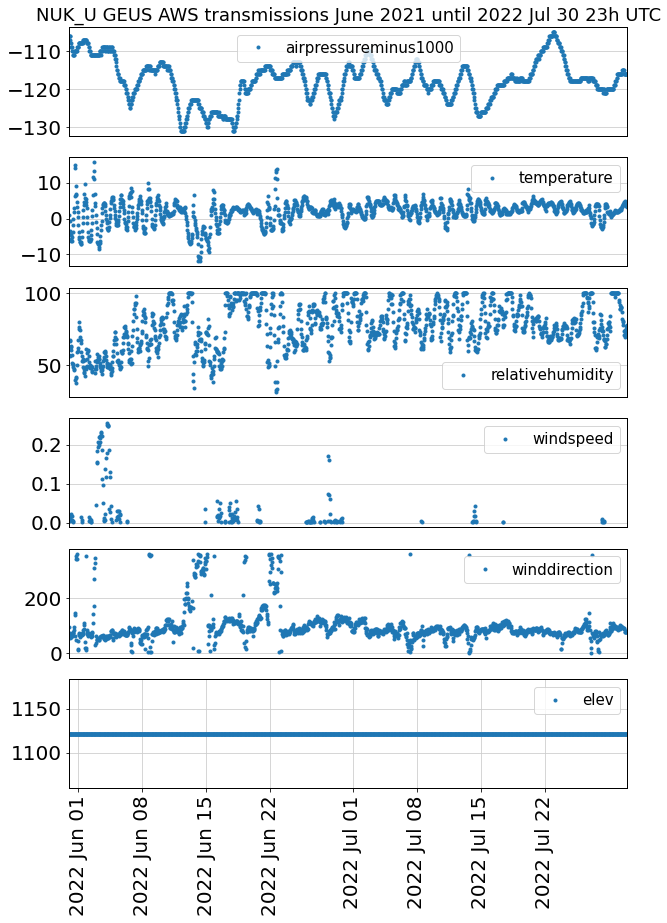 NUK_U GEUS AWS transmissions June 2021 until 2022 Jul 30 23h UTC
−110
−120
−130
airpressureminus1000
10
0
−10
temperature
100
50
relativehumidity
0.2
0.1
0.0
windspeed
200
0
winddirection
1150
1100
elev
2022 Jun 01
2022 Jun 08
2022 Jun 15
2022 Jun 22
2022 Jul 01
2022 Jul 08
2022 Jul 15
2022 Jul 22